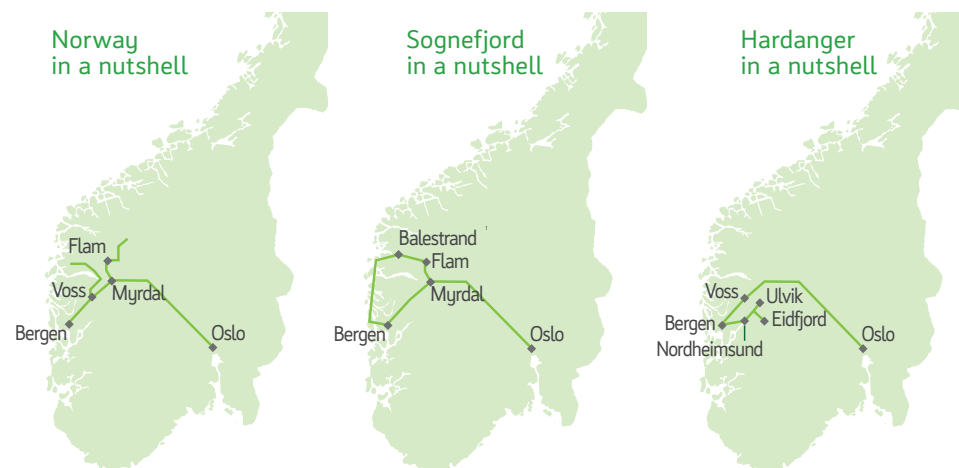 Norway
in a nutshell
Flam
Voss
Myrdal
Bergen
Oslo
Sognefjord
in a nutshell
Balestrand
Flam
Myrdal
Bergen
Oslo
Hardanger
in a nutshell
Voss
Ulvik
Bergen
Eidfjord
Nordheimsund
Oslo